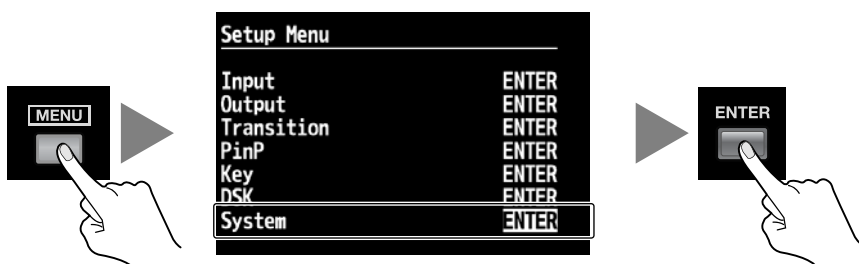 MENU
Setup Menu
Input ENTER
Output ENTER
Transition ENTER
PinP ENTER
Key ENTER
DSK ENTER
System ENTER
ENTER